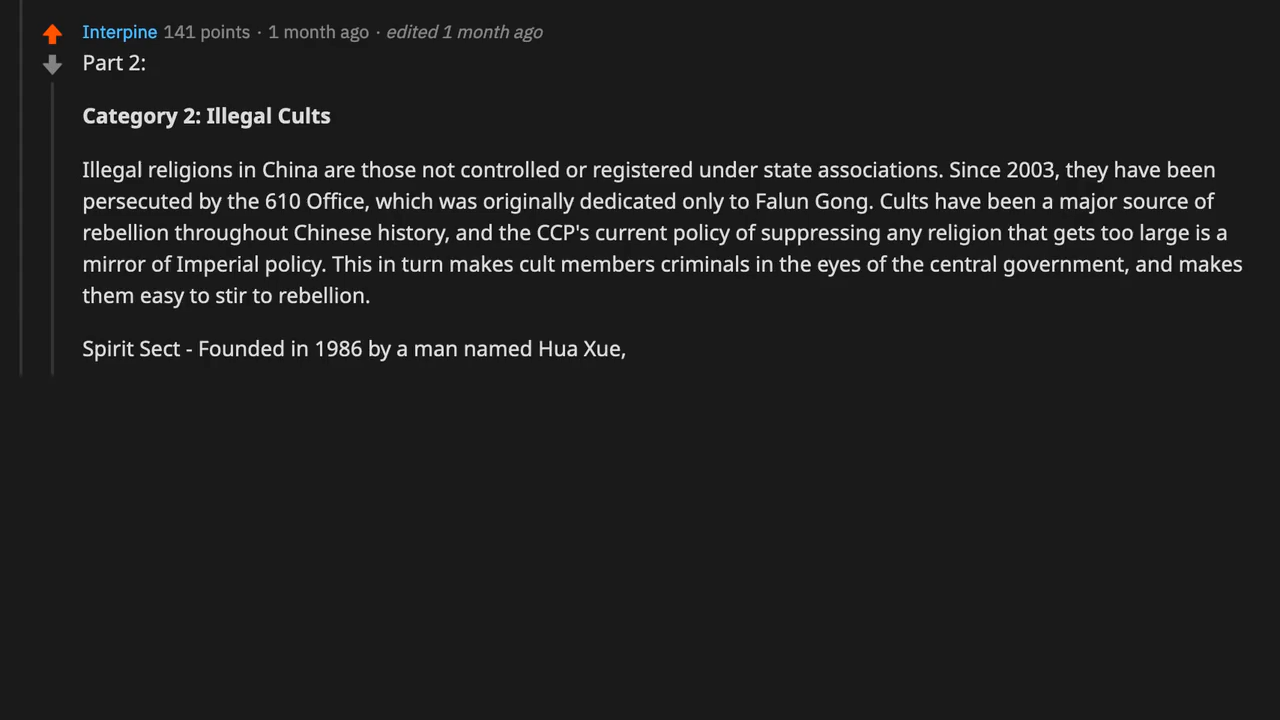 Interpine 141 points · 1 month ago · edited 1 month ago
Part 2:
Category 2: Illegal Cults
Illegal religions in China are those not controlled or registered under state associations. Since 2003, they have been
persecuted by the 610 Office, which was originally dedicated only to Falun Gong. Cults have been a major source of
rebellion throughout Chinese history, and the CCP's current policy of suppressing any religion that gets too large is a
mirror of Imperial policy. This in turn makes cult members criminals in the eyes of the central government, and makes
them easy to stir to rebellion.
Spirit Sect - Founded in 1986 by a man named Hua Xue,